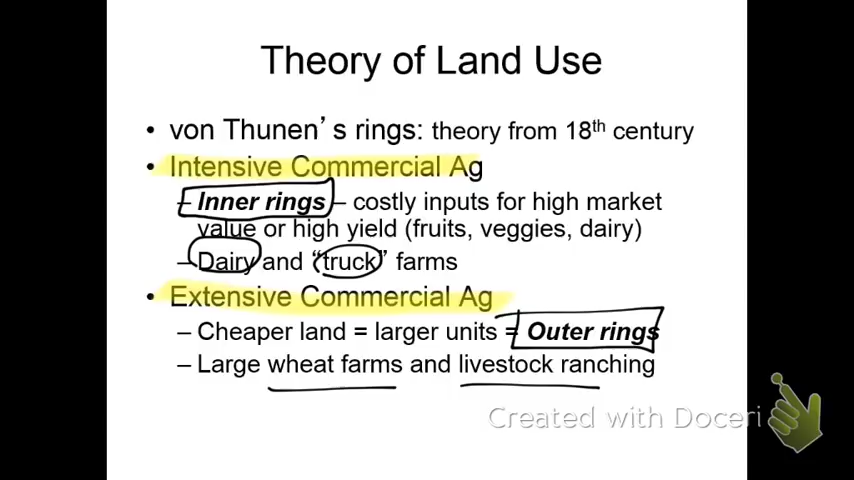 Theory of Land Use
• von Thunen's rings: theory from 18th century
• Intensive Commercial Ag
– Inner rings – costly inputs for high market
value or high yield (fruits, veggies, dairy)
– Dairy and "truck" farms
• Extensive Commercial Ag
– Cheaper land = larger units = Outer rings
– Large wheat farms and livestock ranching
Created with Doceri